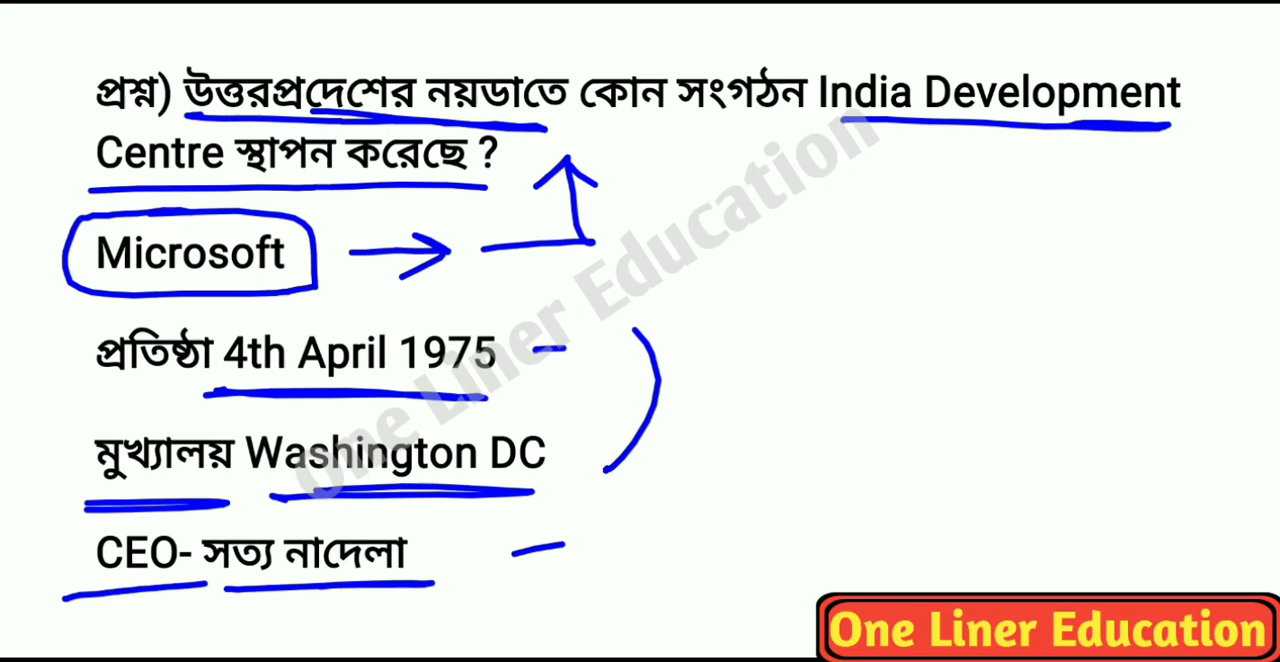 প্রশ্ন) উত্তরপ্রদেশের নয়ডাতে কোন সংগঠন India Development
Centre স্থাপন করেছে ?
Microsoft
প্রতিষ্ঠা 4th April 1975
মুখ্যালয় Washington DC
CEO- সত্য নাদেলা
One Liner Education
One Liner Education